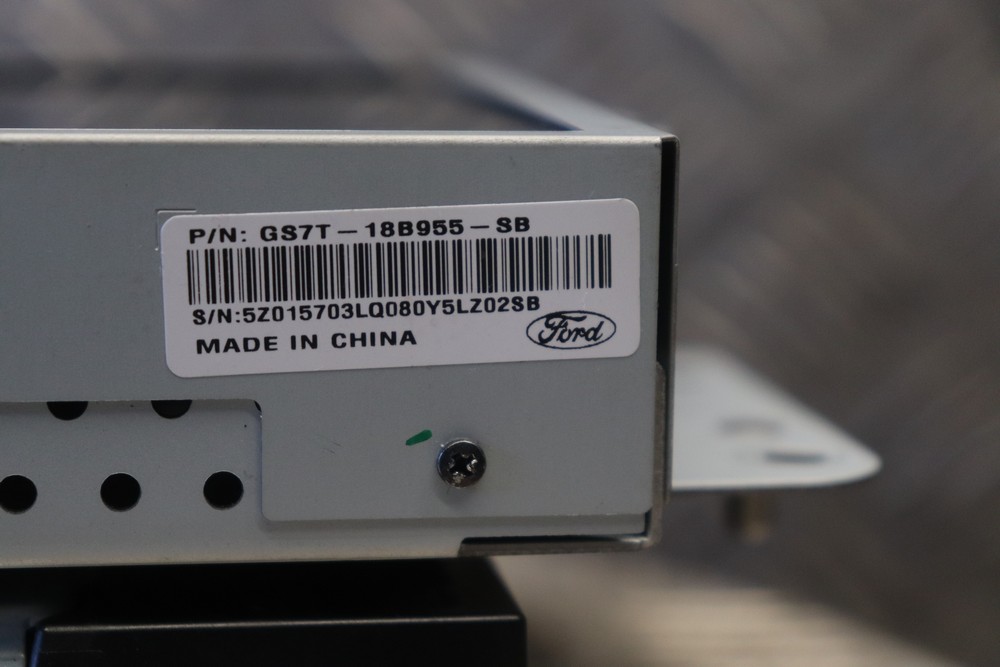 P/N: GS7T-18B955-SB
S/N:5Z015703LQ080Y5LZ02SB
MADE IN CHINA
Ford